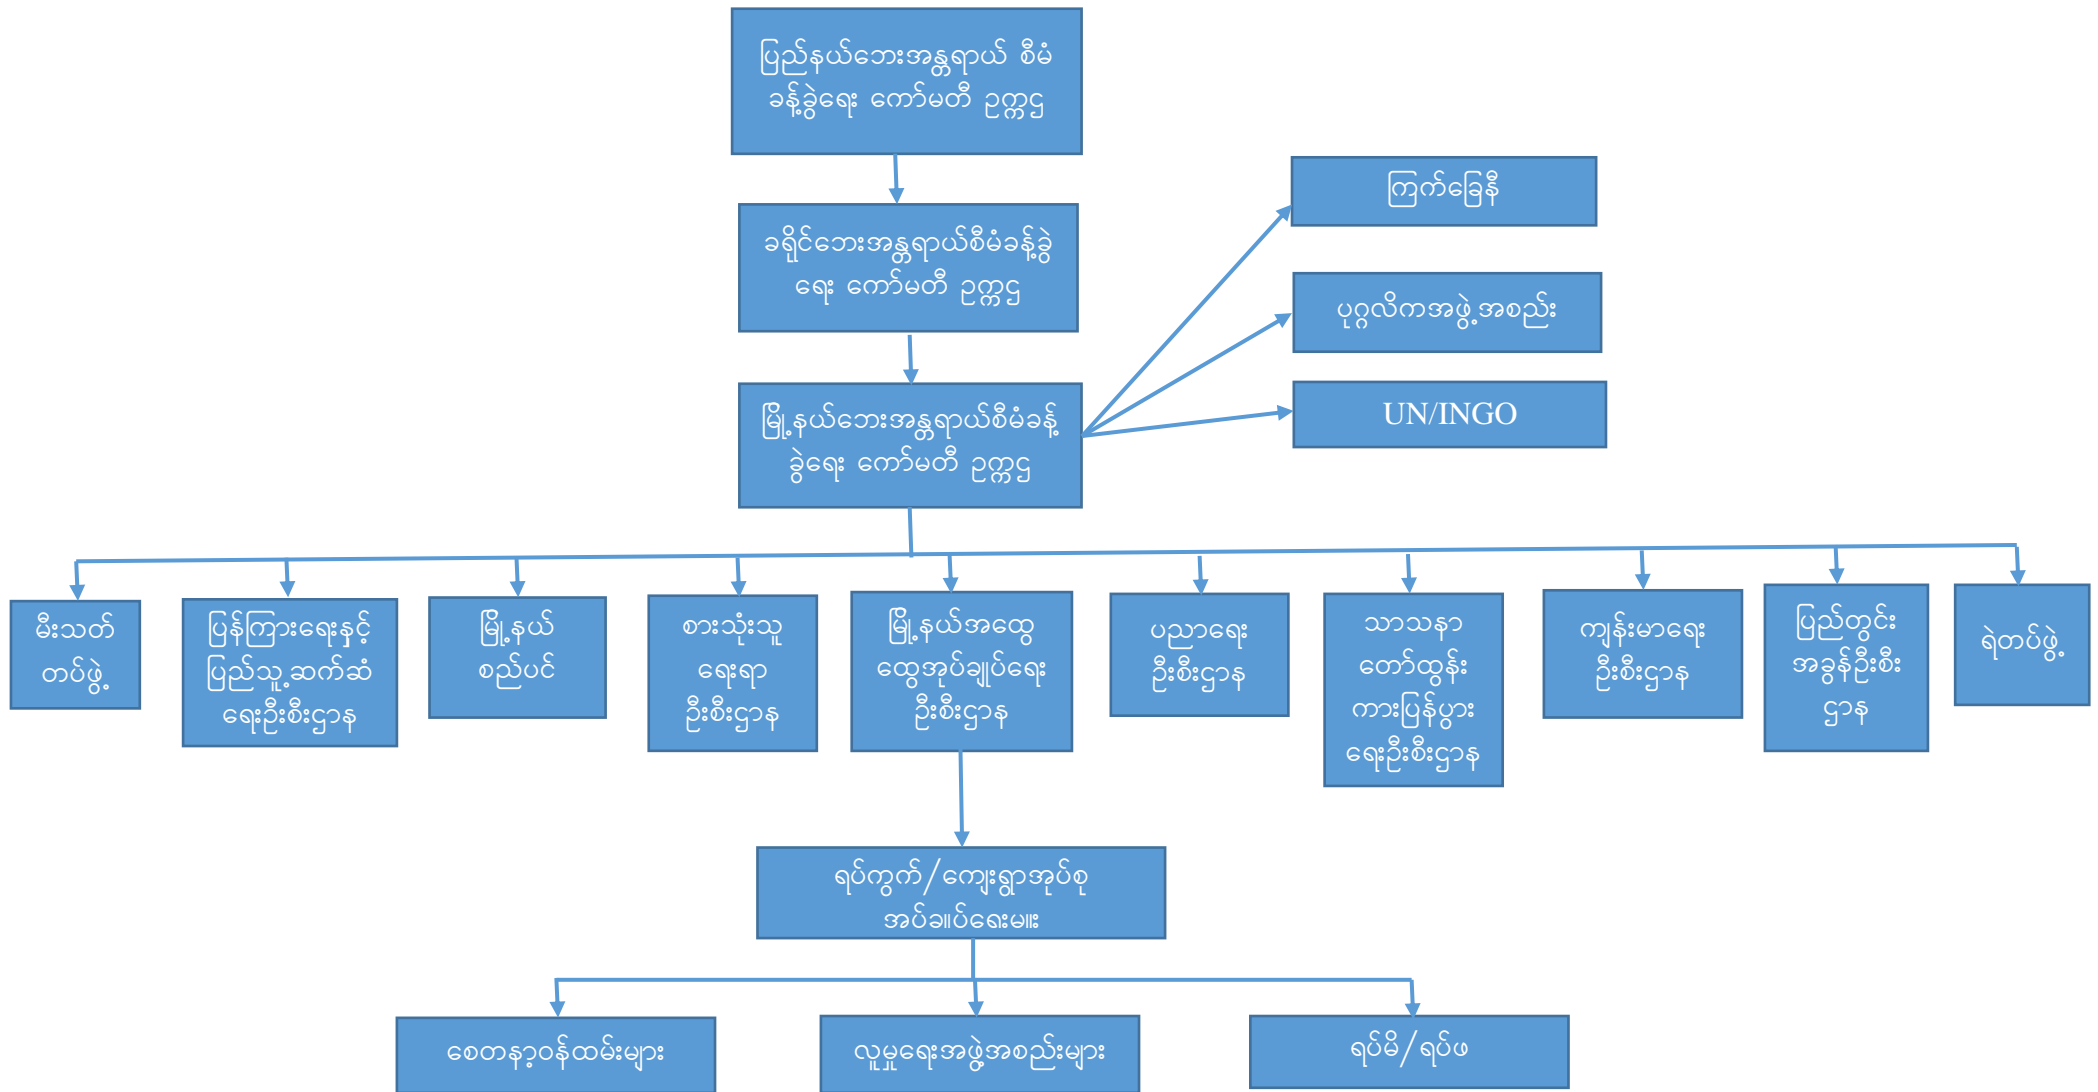 ပြည်နယ်ဘေးအန္တရာယ် စီမံ
ခန့်ခွဲရေး ကော်မတီ ဥက္ကဌ
ကြက်ခြေနီ
ခရိုင်ဘေးအန္တရာယ်စီမံခန့်ခွဲ
ရေး ကော်မတီ ဥက္ကဌ
ပုဂ္ဂလိကအဖွဲ့အစည်း
UN/INGO
မြို့နယ်ဘေးအန္တရာယ်စီမံခန့်
ခွဲရေး ကော်မတီ ဥက္ကဌ
မီးသတ်
တပ်ဖွဲ့
ပြန်ကြားရေးနှင့်
ပြည်သူ့ဆက်ဆံ
ရေးဦးစီးဌာန
မြို့နယ်
စည်ပင်
စားသုံးသူ
ရေးရာ
ဦးစီးဌာန
မြို့နယ်အထွေ
ထွေအုပ်ချုပ်ရေး
ဦးစီးဌာန
ပညာရေး
ဦးစီးဌာန
သာသနာ
တော်ထွန်း
ကားပြန်ပွား
ရေးဦးစီးဌာန
ကျန်းမာရေး
ဦးစီးဌာန
ပြည်တွင်း
အခွန်ဦးစီး
ဌာန
ရဲတပ်ဖွဲ့
ရပ်ကွက်/ကျေးရွာအုပ်စု
အုပ်ချုပ်ရေးမှူး
စေတနာ့ဝန်ထမ်းများ
လူမှုရေးအဖွဲ့အစည်းများ
ရပ်မိ/ရပ်ဖ